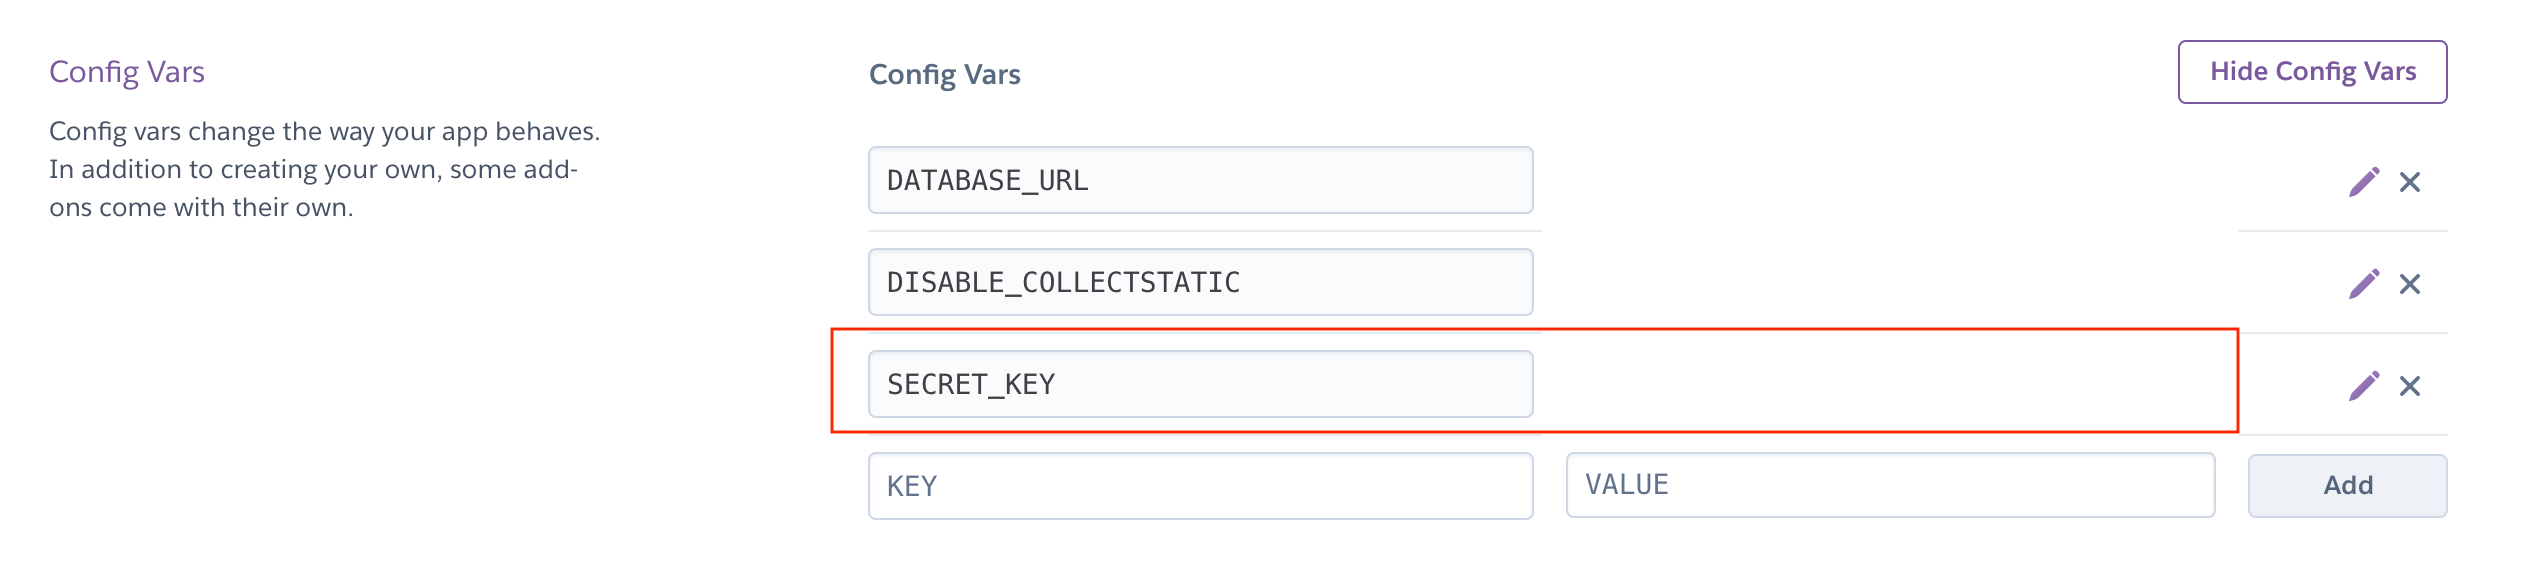 Config Vars
Config vars change the way your app behaves.
In addition to creating your own, some add-
ons come with their own.
Config Vars
Hide Config Vars
DATABASE_URL
DISABLE_COLLECTSTATIC
SECRET_KEY
KEY VALUE Add